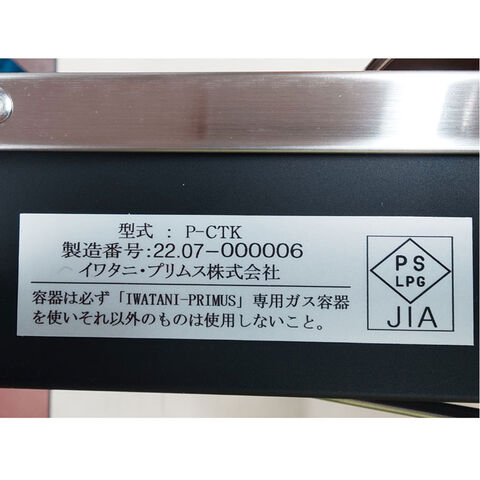 型式 : P-CTK
製造番号:22.07-000006
イワタニ・プリムス株式会社
容器は必ず「IWATANI-PRIMUS」専用ガス容器
を使いそれ以外のものは使用しないこと。
PS
LPG
JIA